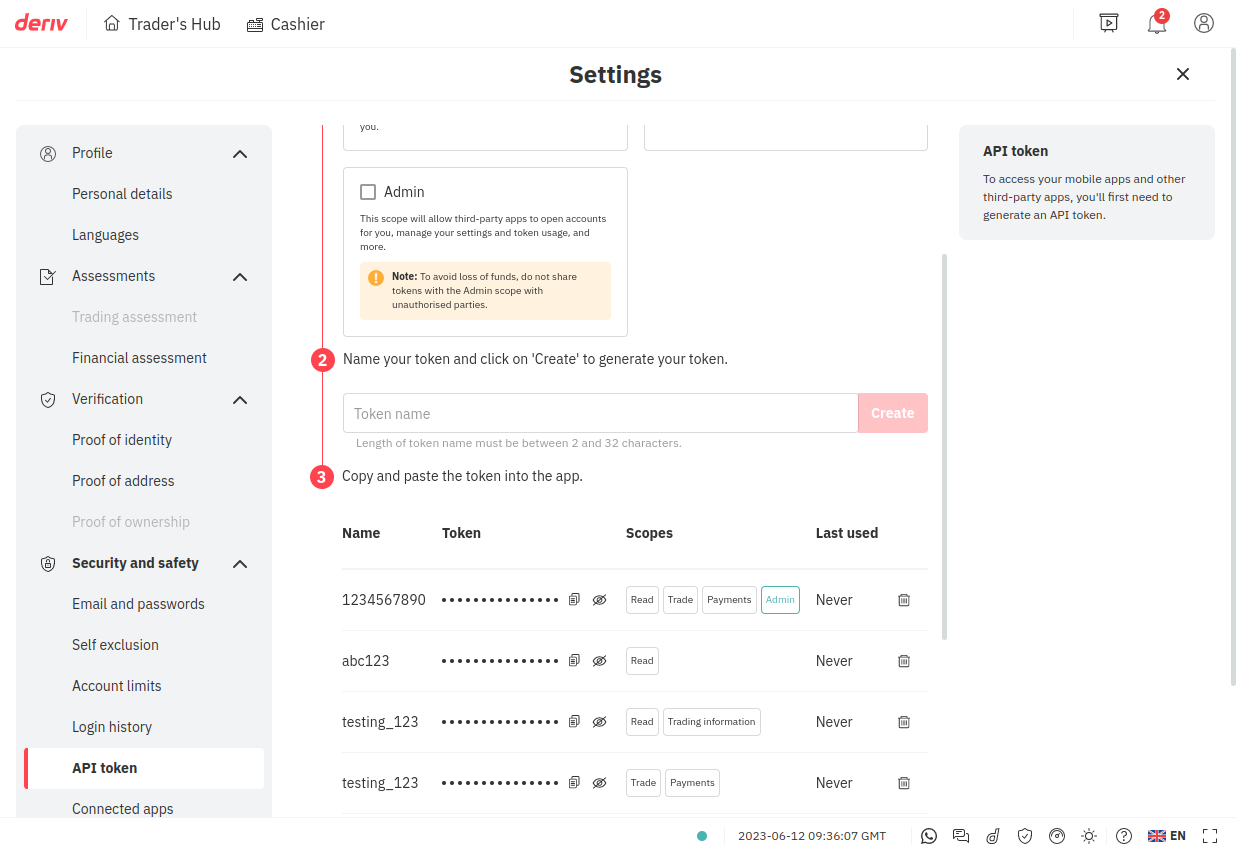 deriv
Trader's Hub
Cashier
2
Settings
Profile
Personal details
Languages
Assessments
Trading assessment
Financial assessment
Verification
Proof of identity
Proof of address
Proof of ownership
Security and safety
Email and passwords
Self exclusion
Account limits
Login history
API token
Connected apps
you.
Admin
This scope will allow third-party apps to open accounts
for you, manage your settings and token usage, and
more.
Note: To avoid loss of funds, do not share
tokens with the Admin scope with
unauthorised parties.
2 Name your token and click on 'Create' to generate your token.
Token name
Create
Length of token name must be between 2 and 32 characters.
3 Copy and paste the token into the app.
Name Token Scopes Last used
1234567890 •••••••••••••• Read Trade Payments Admin Never
abc123 •••••••••••••• Read Never
testing_123 •••••••••••••• Read Trading information Never
testing_123 •••••••••••••• Trade Payments Never
API token
To access your mobile apps and other
third-party apps, you'll first need to
generate an API token.
2023-06-12 09:36:07 GMT
EN